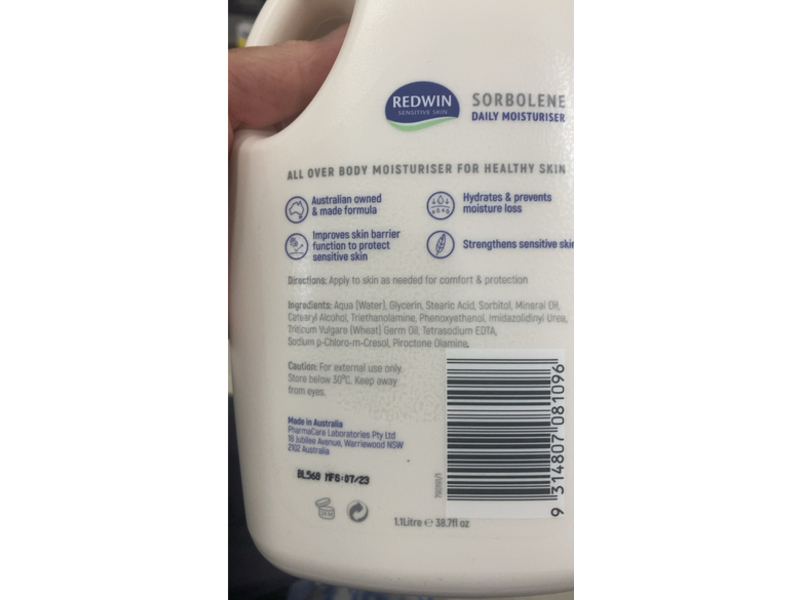 REDWIN
SENSITIVE SKIN
SORBOLENE
DAILY MOISTURISER
ALL OVER BODY MOISTURISER FOR HEALTHY SKIN
Australian owned
& made formula
Hydrates & prevents
moisture loss
Improves skin barrier
function to protect
sensitive skin
Strengthens sensitive skin
Directions: Apply to skin as needed for comfort & protection
Ingredients: Aqua (Water), Glycerin, Stearic Acid, Sorbitol, Mineral Oil,
Cetearyl Alcohol, Triethanolamine, Phenoxyethanol, Imidazolidinyl Urea,
Triticum Vulgare (Wheat) Germ Oil, Tetrasodium EDTA,
Sodium p-Chloro-m-Cresol, Piroctone Olamine.
Caution: For external use only.
Store below 30°C. Keep away
from eyes.
Made in Australia
PharmaCare Laboratories Pty Ltd
18 Jubilee Avenue, Warriewood NSW
2102 Australia
BL560 MFG:07/23
1.1Litre e 38.7fl oz
9 314807 081096